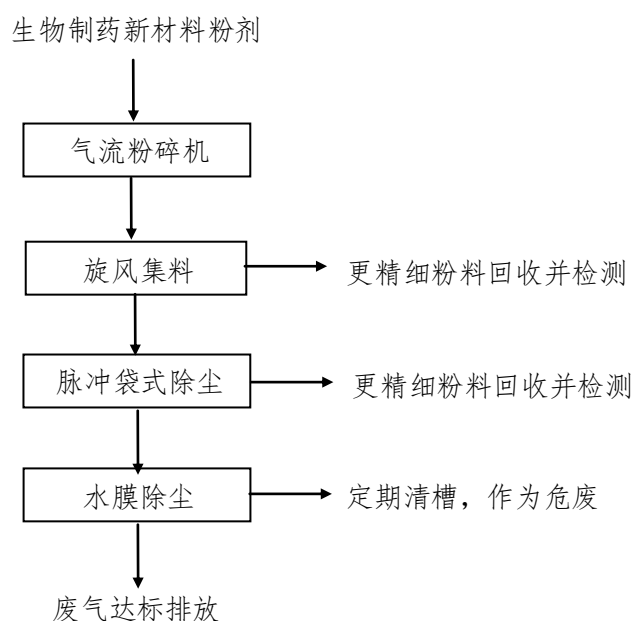 生物制药新材料粉剂
气流粉碎机
旋风集料
更精细粉料回收并检测
脉冲袋式除尘
更精细粉料回收并检测
水膜除尘
定期清槽，作为危废
废气达标排放